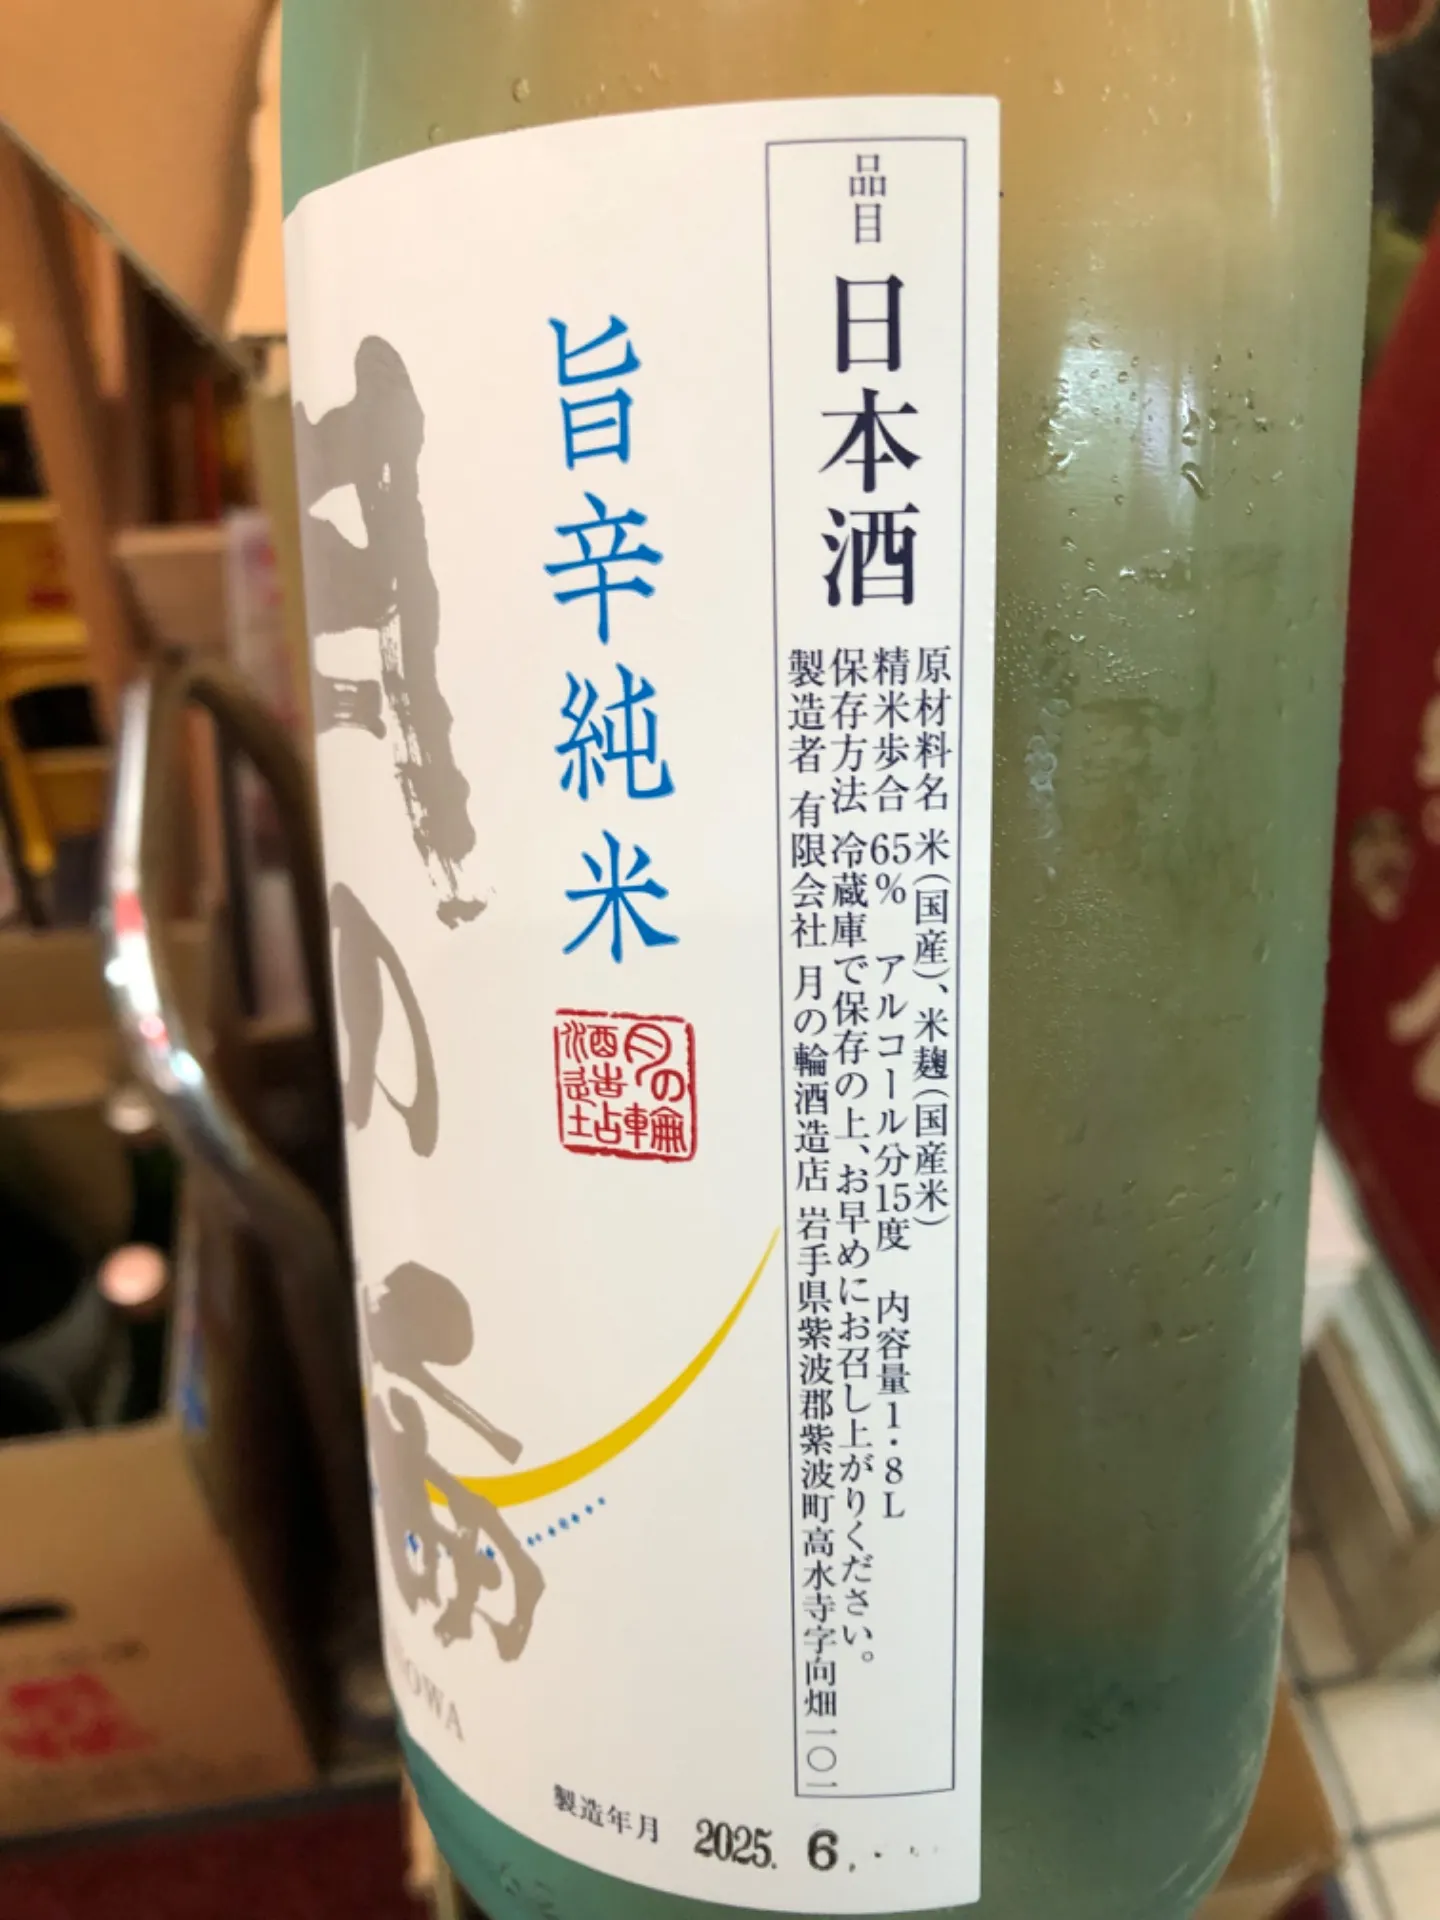 品目
日本酒
原材料名 米(国産)、米麹(国産米)
精米歩合 65% アルコール分15度 内容量1.8L
保存方法 冷蔵庫で保存の上、お早めにお召し上がりください。
製造者 有限会社 月の輪酒造店 岩手県紫波郡紫波町高水寺字向畑一〇一
旨辛純米
月の輪
酒造店
月の輪
OWA
製造年月 2025. 6